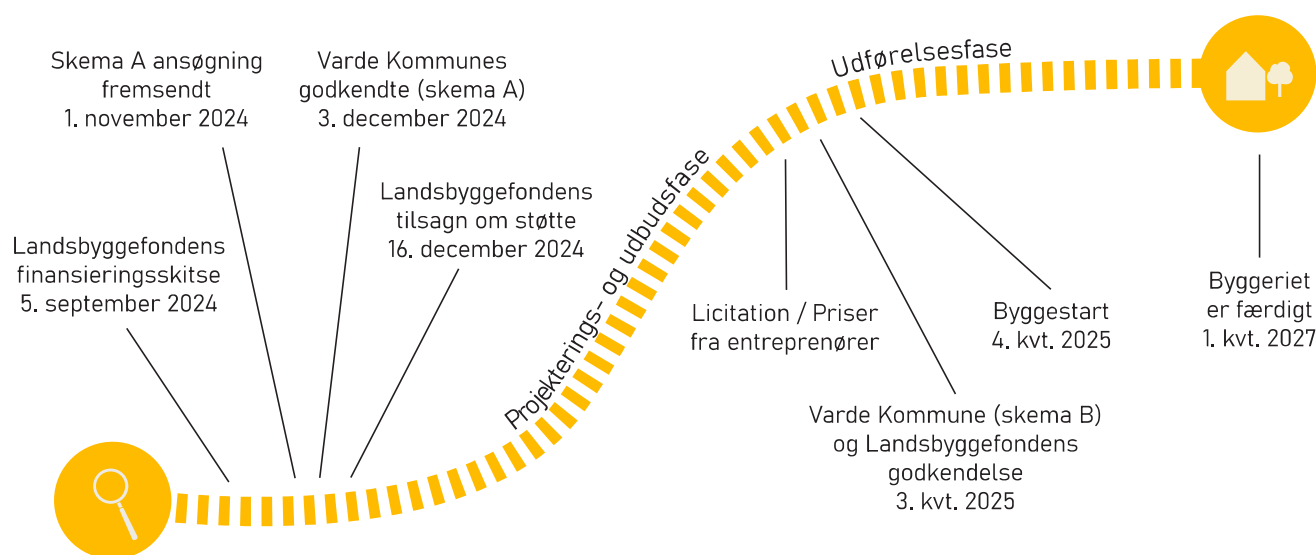 Skema A ansøgning
fremsendt
1. november 2024
Varde Kommunes
godkendte (skema A)
3. december 2024
Landsbyggefondens
tilsagn om støtte
16. december 2024
Landsbyggefondens
finansieringsskitse
5. september 2024
Projekterings- og udbudsfase
Udførelsesfase
Licitation / Priser
fra entreprenører
Varde Kommune (skema B)
og Landsbyggefondens
godkendelse
3. kvt. 2025
Byggestart
4. kvt. 2025
Byggeriet
er færdigt
1. kvt. 2027